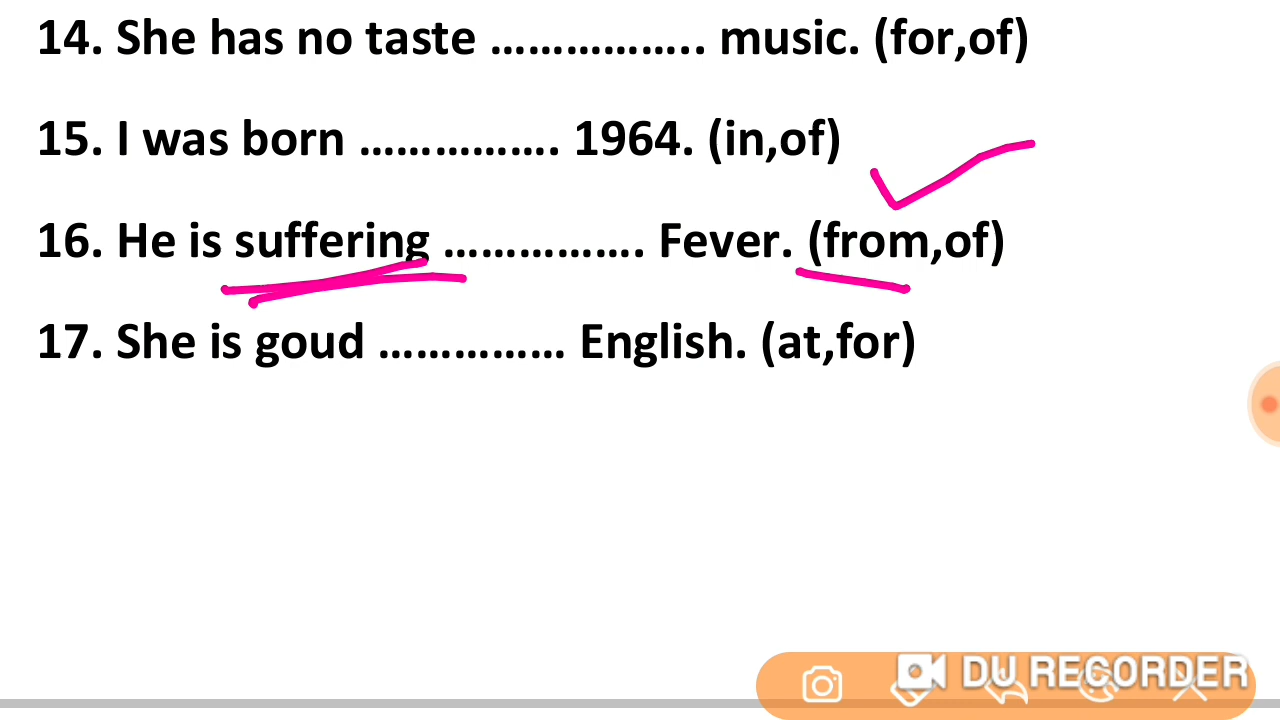 14. She has no taste …………….. music. (for,of)
15. I was born ……………. 1964. (in,of)
16. He is suffering ……………. Fever. (from,of)
17. She is goud …………… English. (at,for)
DU RECORDER